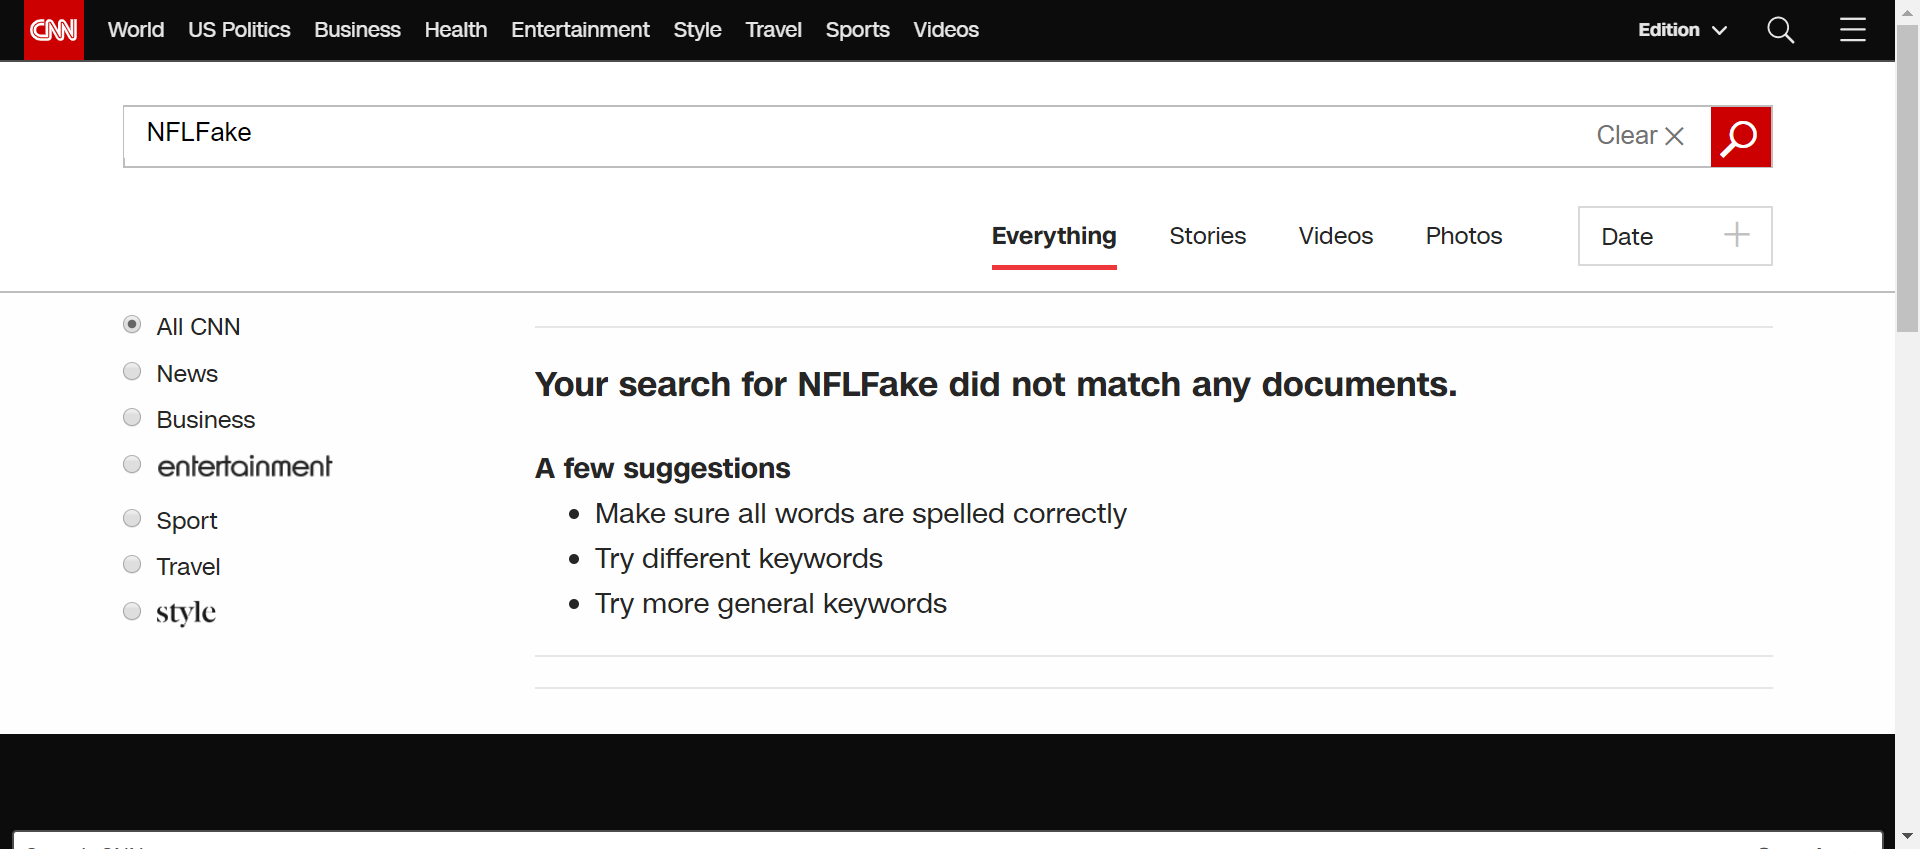 CNN World US Politics Business Health Entertainment Style Travel Sports Videos Edition
NFLFake Clear
Everything Stories Videos Photos Date
All CNN
News
Business
entertainment
Sport
Travel
style
Your search for NFLFake did not match any documents.
A few suggestions
Make sure all words are spelled correctly
Try different keywords
Try more general keywords